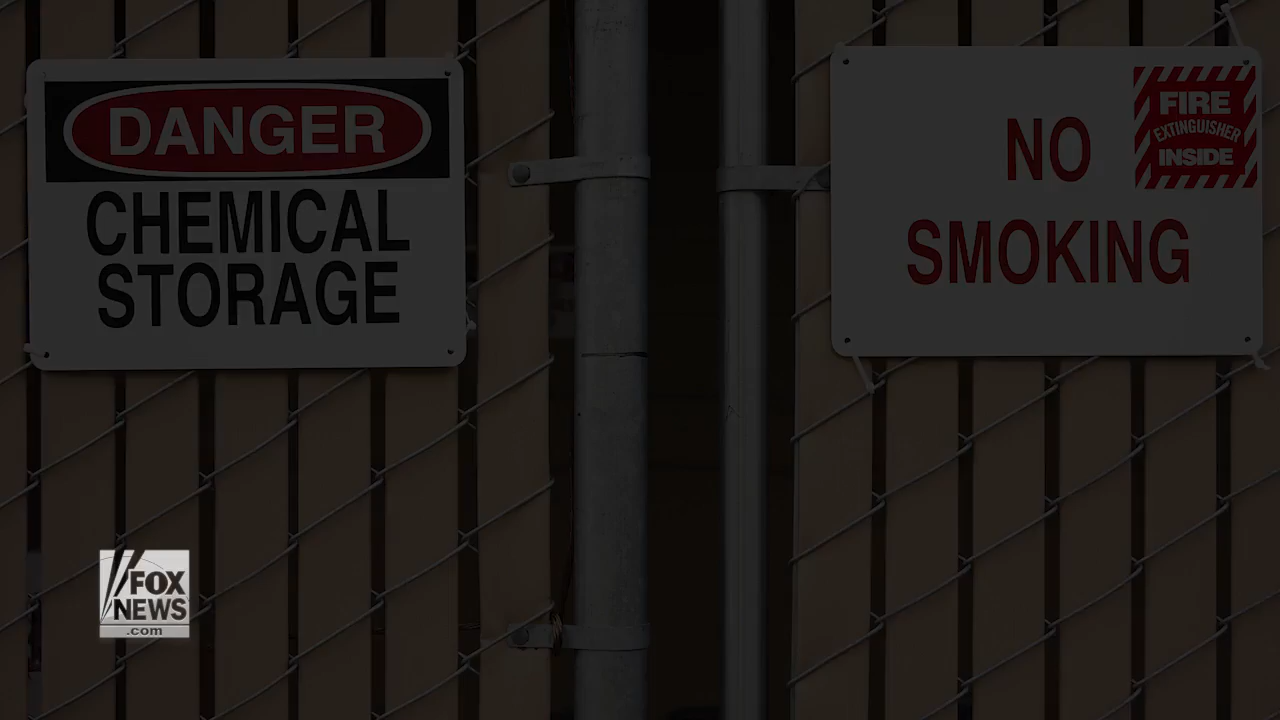 DANGER
CHEMICAL
STORAGE
NO
SMOKING
FIRE
EXTINGUISHER
INSIDE
FOX
NEWS
.com